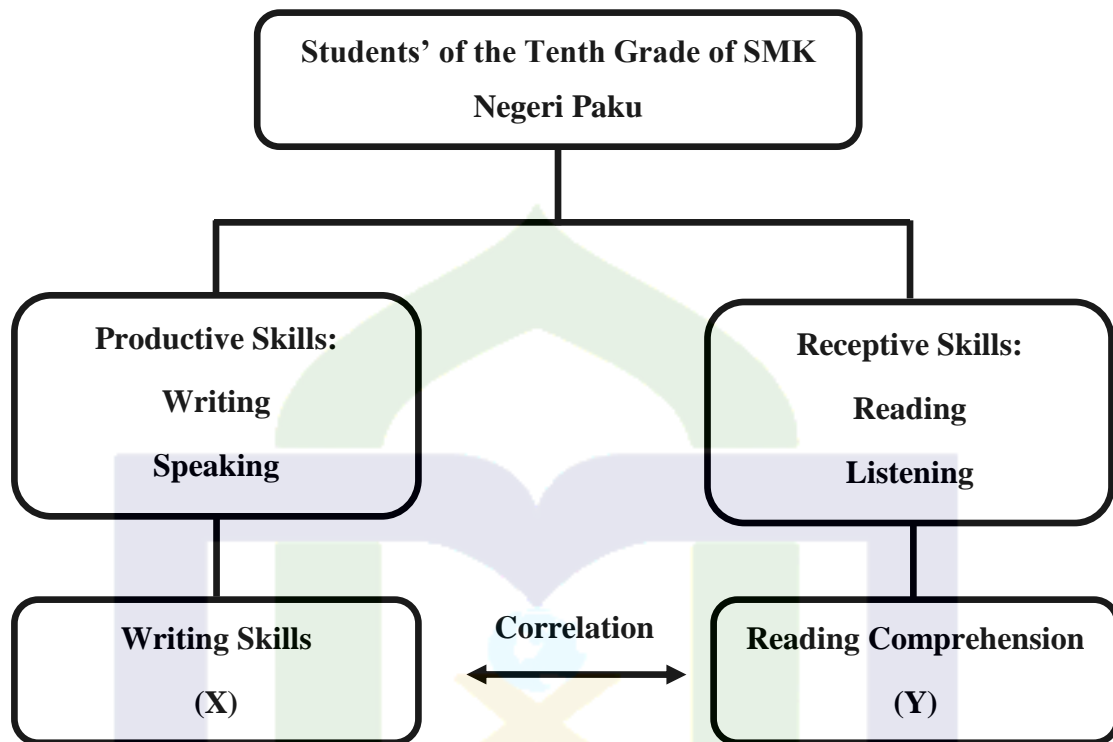 Students’ of the Tenth Grade of SMK
Negeri Paku
Productive Skills:
Writing
Speaking
Receptive Skills:
Reading
Listening
Writing Skills
(X)
Correlation
Reading Comprehension
(Y)